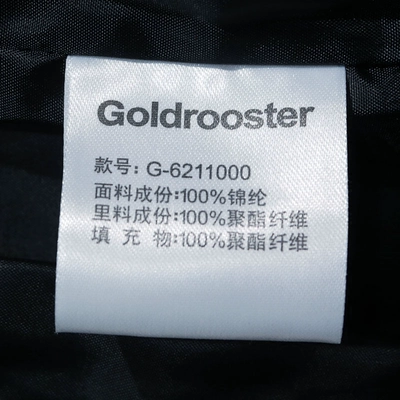 Goldrooster
款号: G-6211000
面料成份:100%锦纶
里料成份:100%聚酯纤维
填 充 物:100%聚酯纤维